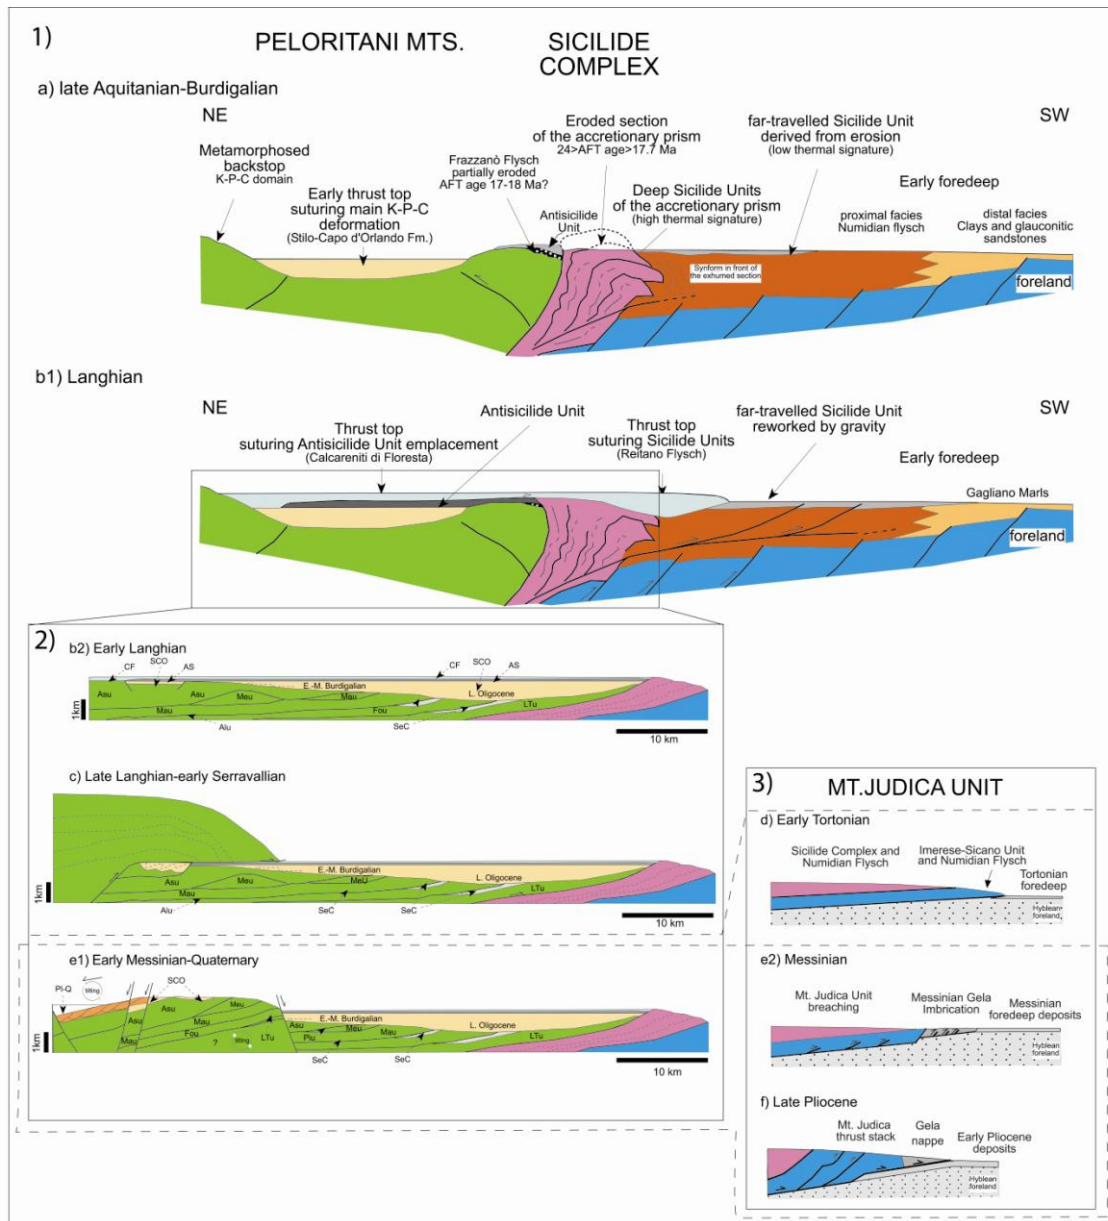 1)
PELORITANI MTS.
SICILIDE
COMPLEX
a) late Aquitanian-Burdigalian
NE
SW
Metamorphosed
backstop
K-P-C domain
Early thrust top
suturing main K-P-C
deformation
(Stilo-Capo d'Orlando Fm.)
Frazzanò Flysch
partially eroded
AFT age 17-18 Ma?
Eroded section
of the accretionary prism
24>AFT age>17.7 Ma
Antisicilide
Unit
Deep Sicilide Units
of the accretionary prism
(high thermal signature)
far-travelled Sicilide Unit
derived from erosion
(low thermal signature)
Early foredeep
proximal facies
Numidian flysch
distal facies
Clays and glauconitic
sandstones
Synform in front of
the exhumed section
foreland
b1) Langhian
NE
SW
Thrust top
suturing Antisicilide Unit emplacement
(Calcareniti di Floresta)
Antisicilide Unit
Thrust top
suturing Sicilide Units
(Reitano Flysch)
far-travelled Sicilide Unit
reworked by gravity
Early foredeep
Gagliano Marls
foreland
2)
b2) Early Langhian
CF
SCO
AS
CF
SCO
AS
Asu
Asu
Meu
E.-M. Burdigalian
Meu
L. Oligocene
Mau
Fou
LTu
Alu
SeC
1km
10 km
c) Late Langhian-early Serravallian
E.-M. Burdigalian
Asu
Meu
MeU
L. Oligocene
Mau
LTu
Alu
SeC
SeC
1km
10 km
e1) Early Messinian-Quaternary
Pl-Q
tilting
SCO
Asu
Meu
Asu
Mau
Mau
Fou
?
tilting
LTu
Asu
E.-M. Burdigalian
Meu
Mau
Plu
L. Oligocene
LTu
SeC
SeC
1km
10 km
3)
MT.JUDICA UNIT
d) Early Tortonian
Sicilide Complex and
Numidian Flysch
Imerese-Sicano Unit
and Numidian Flysch
Tortonian
foredeep
Hyblean
foreland
e2) Messinian
Mt. Judica Unit
breaching
Messinian Gela
Imbrication
Messinian
foredeep deposits
Hyblean
foreland
f) Late Pliocene
Mt. Judica
thrust stack
Gela
nappe
Early Pliocene
deposits
Hyblean
foreland